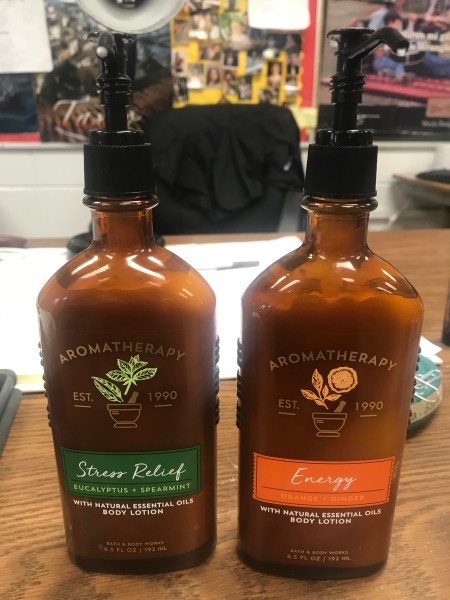 AROMATHERAPY
EST. 1990
Stress Relief
EUCALYPTUS + SPEARMINT
WITH NATURAL ESSENTIAL OILS
BODY LOTION
BATH & BODY WORKS
6.5 FL OZ / 192 mL
AROMATHERAPY
EST. 1990
Energy
ORANGE + GINGER
WITH NATURAL ESSENTIAL OILS
BODY LOTION
BATH & BODY WORKS
6.5 FL OZ / 192 mL